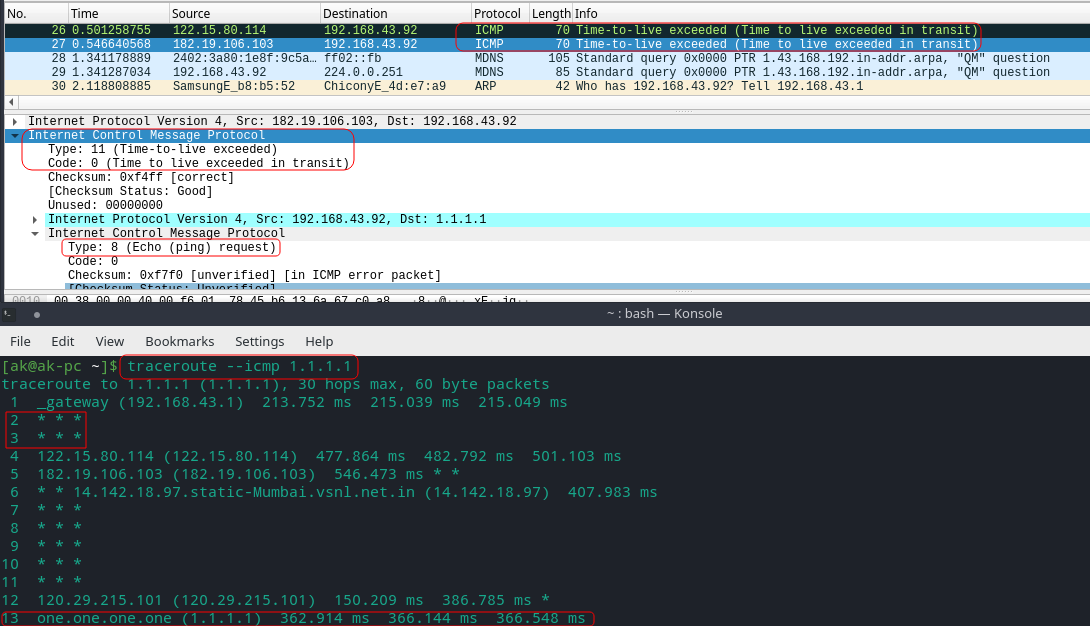 No. Time Source Destination Protocol Length Info
26 0.501258755 122.15.80.114 192.168.43.92 ICMP 70 Time-to-live exceeded (Time to live exceeded in transit)
27 0.546640568 182.19.106.103 192.168.43.92 ICMP 70 Time-to-live exceeded (Time to live exceeded in transit)
28 1.341178889 2402:3a80:1e8f:9c5a… ff02::fb MDNS 105 Standard query 0x0000 PTR 1.43.168.192.in-addr.arpa, "QM" question
29 1.341287034 192.168.43.92 224.0.0.251 MDNS 85 Standard query 0x0000 PTR 1.43.168.192.in-addr.arpa, "QM" question
30 2.118808885 SamsungE_b8:b5:52 ChiconyE_4d:e7:a9 ARP 42 Who has 192.168.43.92? Tell 192.168.43.1
Internet Protocol Version 4, Src: 182.19.106.103, Dst: 192.168.43.92
Internet Control Message Protocol
Type: 11 (Time-to-live exceeded)
Code: 0 (Time to live exceeded in transit)
Checksum: 0xf4ff [correct]
[Checksum Status: Good]
Unused: 00000000
Internet Protocol Version 4, Src: 192.168.43.92, Dst: 1.1.1.1
Internet Control Message Protocol
Type: 8 (Echo (ping) request)
Code: 0
Checksum: 0xf7f0 [unverified] [in ICMP error packet]
[Checksum Status: Unverified]
0010 00 38 00 00 40 00 f6 01 78 45 b6 13 6a 67 c0 a8
~ : bash — Konsole
File Edit View Bookmarks Settings Help
[ak@ak-pc ~]$ traceroute --icmp 1.1.1.1
traceroute to 1.1.1.1 (1.1.1.1), 30 hops max, 60 byte packets
1 _gateway (192.168.43.1) 213.752 ms 215.039 ms 215.049 ms
2 * * *
3 * * *
4 122.15.80.114 (122.15.80.114) 477.864 ms 482.792 ms 501.103 ms
5 182.19.106.103 (182.19.106.103) 546.473 ms * *
6 * * 14.142.18.97.static-Mumbai.vsnl.net.in (14.142.18.97) 407.983 ms
7 * * *
8 * * *
9 * * *
10 * * *
11 * * *
12 120.29.215.101 (120.29.215.101) 150.209 ms 386.785 ms *
13 one.one.one.one (1.1.1.1) 362.914 ms 366.144 ms 366.548 ms